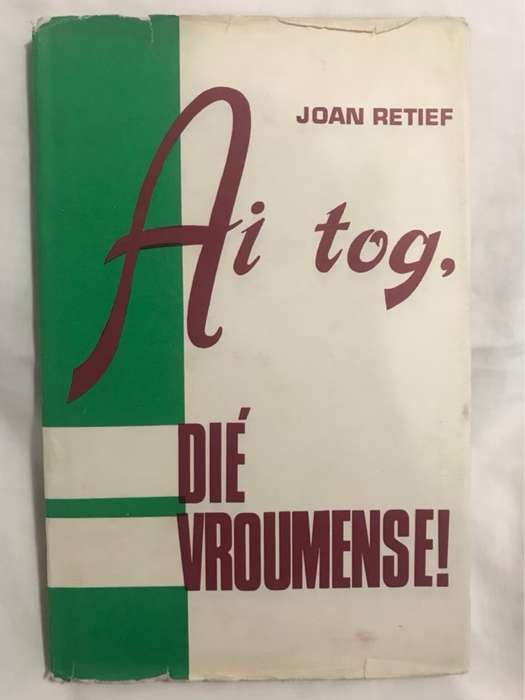 JOAN RETIEF
Ai tog,
DIÉ
VROUMENSE!